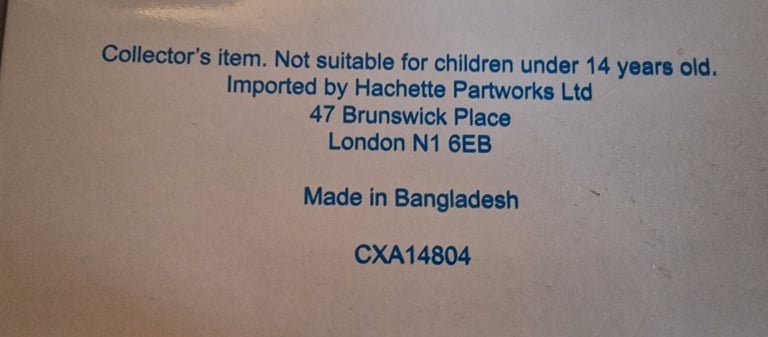 Collector's item. Not suitable for children under 14 years old.
Imported by Hachette Partworks Ltd
47 Brunswick Place
London N1 6EB
Made in Bangladesh
CXA14804